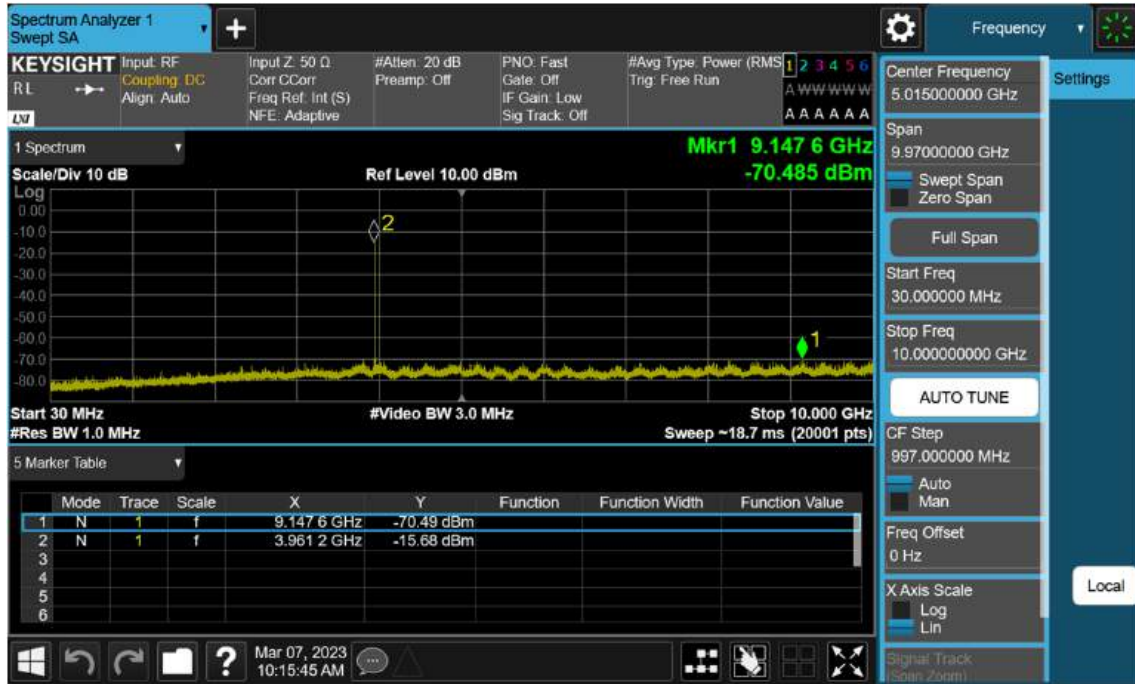 Spectrum Analyzer 1
Swept SA
+
Frequency
KEYSIGHT
RL
LXI
Input: RF
Coupling: DC
Align: Auto
Input Z: 50 Ω
Corr CCorr
Freq Ref: Int (S)
NFE: Adaptive
#Atten: 20 dB
Preamp: Off
PNO: Fast
Gate: Off
IF Gain: Low
Sig Track: Off
#Avg Type: Power (RMS
Trig: Free Run
1 2 3 4 5 6
A W W W W W
A A A A A A
1 Spectrum
Scale/Div 10 dB
Ref Level 10.00 dBm
Mkr1 9.147 6 GHz
-70.485 dBm
Log
0.00
-10.0
-20.0
-30.0
-40.0
-50.0
-60.0
-70.0
-80.0
2
1
Start 30 MHz
#Video BW 3.0 MHz
Stop 10.000 GHz
#Res BW 1.0 MHz
Sweep ~18.7 ms (20001 pts)
5 Marker Table
Mode Trace Scale X Y Function Function Width Function Value
1 N 1 f 9.147 6 GHz -70.49 dBm
2 N 1 f 3.961 2 GHz -15.68 dBm
3
4
5
6
?
Mar 07, 2023
10:15:45 AM
Center Frequency
5.015000000 GHz
Settings
Span
9.97000000 GHz
Swept Span
Zero Span
Full Span
Start Freq
30.000000 MHz
Stop Freq
10.000000000 GHz
AUTO TUNE
CF Step
997.000000 MHz
Auto
Man
Freq Offset
0 Hz
X Axis Scale
Log
Lin
Local
Signal Track
(Span Zoom)